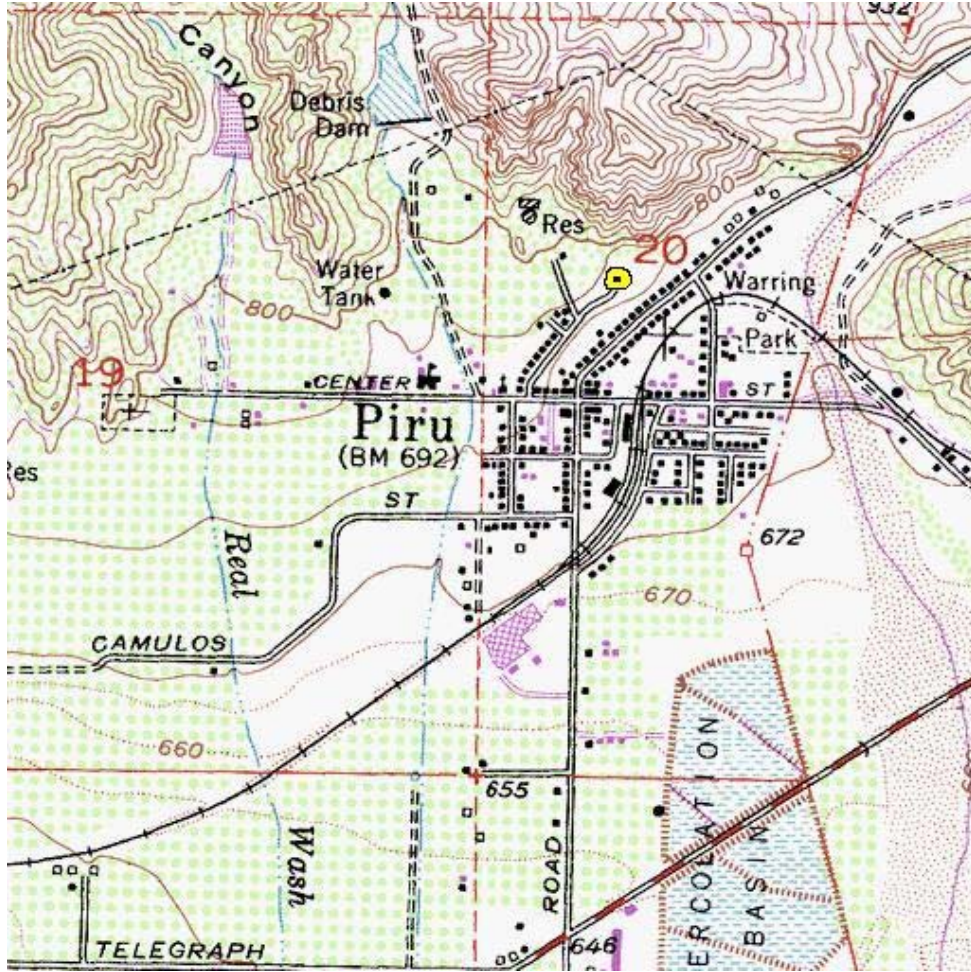 932
Canyon
Debris
Dam
800
Res
20
Water
Tank
Warring
800
Park
19
CENTER
ST
Piru
(BM 692)
Res
ST
672
Real
670
CAMULOS
660
655
PERCOLATION
BASIN
Wash
ROAD
TELEGRAPH
646